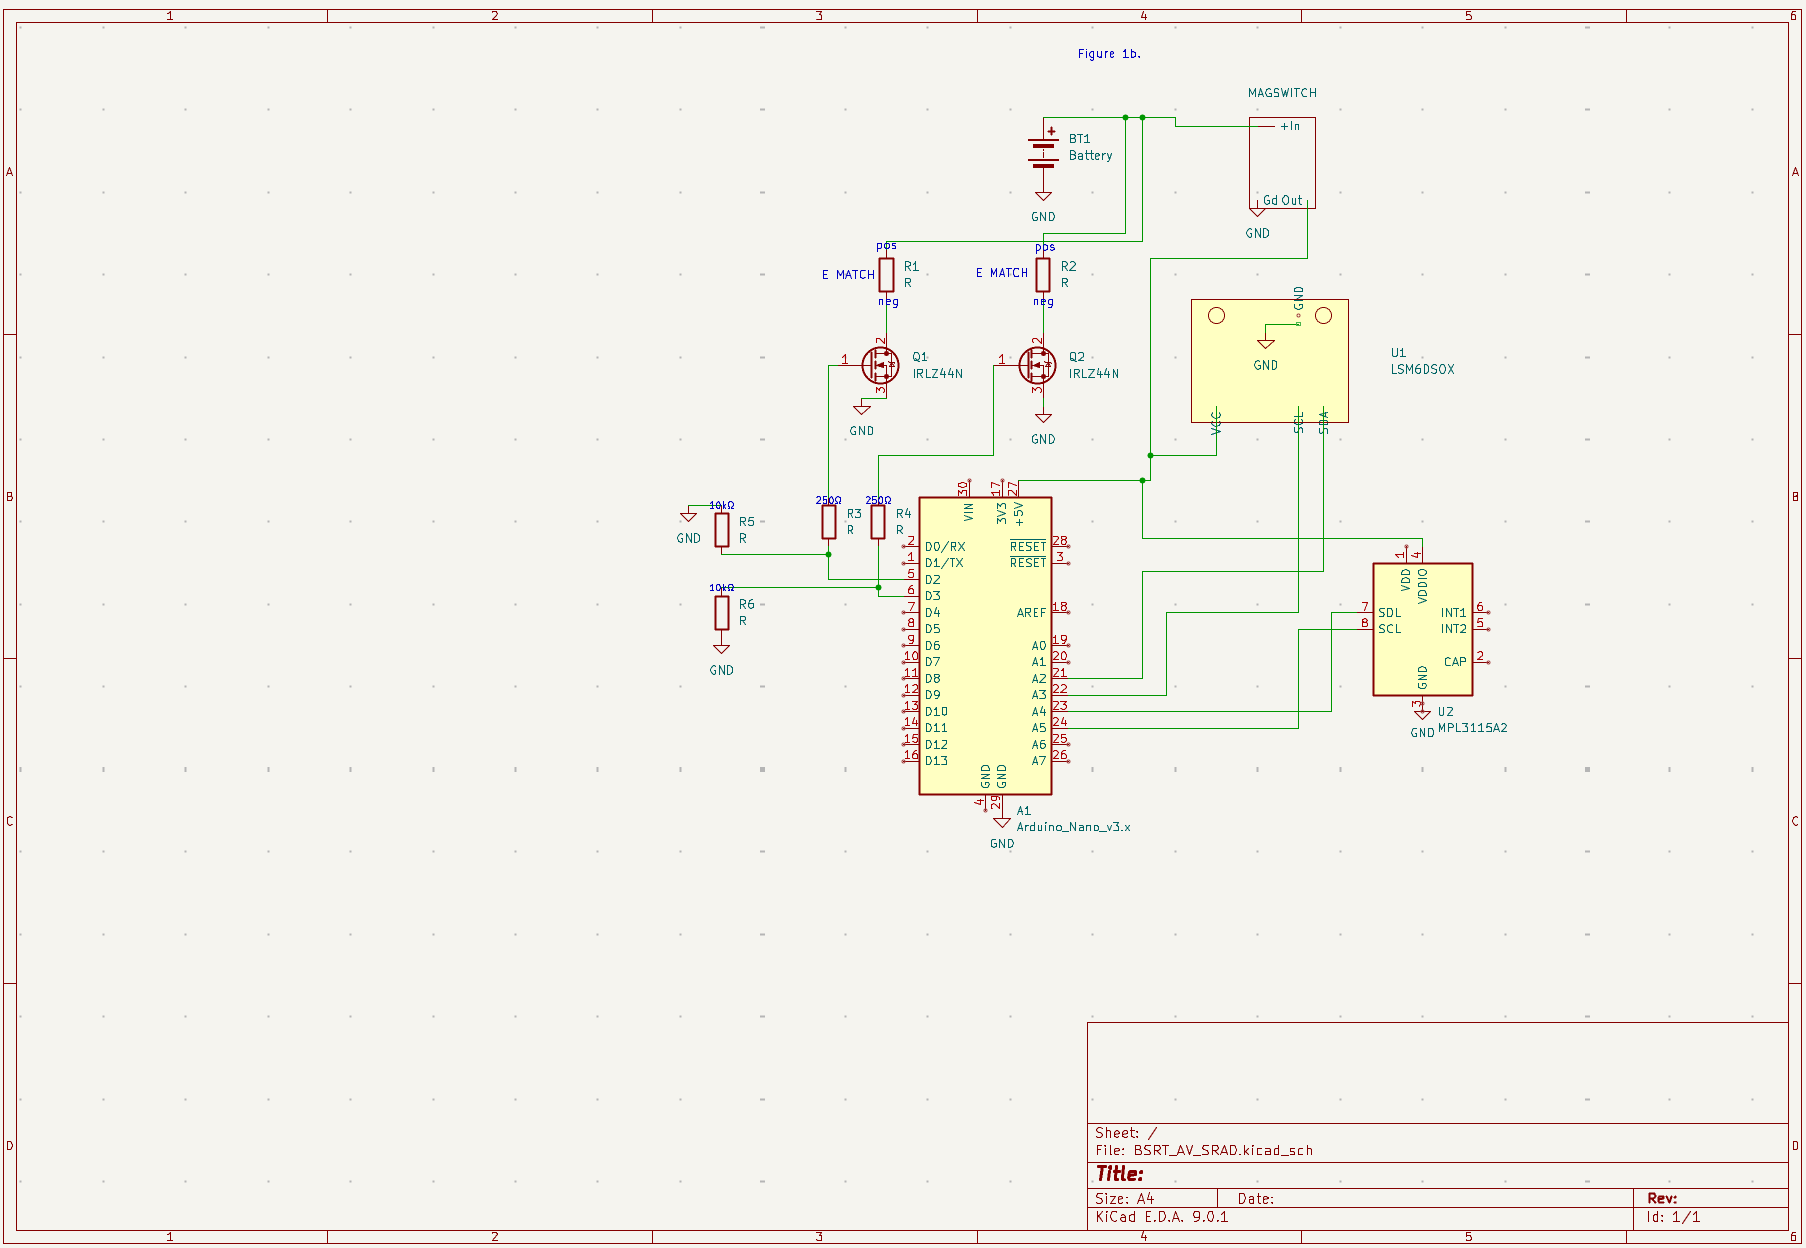 1 2 3 4 5 6
Figure 1b.
MAGSWITCH
+In
Gd Out
GND
+
BT1
Battery
GND
A
A
pos
E MATCH
R1
R
neg
pos
E MATCH
R2
R
neg
2
1
3
Q1
IRLZ44N
GND
2
1
3
Q2
IRLZ44N
GND
GND
GND
VCC
SCL
SDA
U1
LSM6DSOX
B
B
10kΩ
R5
R
GND
250Ω
R3
R
250Ω
R4
R
10kΩ
R6
R
GND
30 17 27
VIN 3V3 +5V
2 D0/RX RESET 28
1 D1/TX RESET 3
5 D2
6 D3
7 D4 AREF 18
8 D5
9 D6 A0 19
10 D7 A1 20
11 D8 A2 21
12 D9 A3 22
13 D10 A4 23
14 D11 A5 24
15 D12 A6 25
16 D13 A7 26
GND GND
4 29
A1
Arduino_Nano_v3.x
GND
1 4
VDD VDDIO
7 SDL INT1 6
8 SCL INT2 5
CAP 2
GND
3
U2
MPL3115A2
GND
C
C
D
D
Sheet: /
File: BSRT_AV_SRAD.kicad_sch
Title:
Size: A4 Date: Rev:
KiCad E.D.A. 9.0.1 Id: 1/1
1 2 3 4 5 6